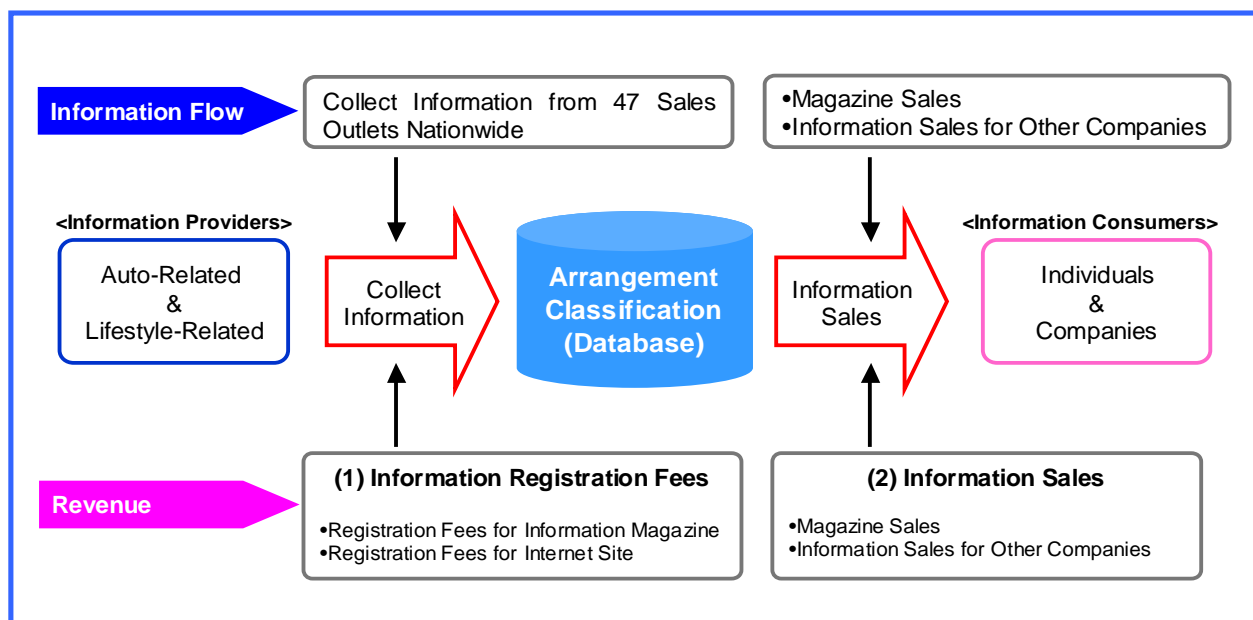 Information Flow
Collect Information from 47 Sales
Outlets Nationwide
•Magazine Sales
•Information Sales for Other Companies
<Information Providers>
Auto-Related
&
Lifestyle-Related
Collect
Information
Arrangement
Classification
(Database)
Information
Sales
<Information Consumers>
Individuals
&
Companies
Revenue
(1) Information Registration Fees
•Registration Fees for Information Magazine
•Registration Fees for Internet Site
(2) Information Sales
•Magazine Sales
•Information Sales for Other Companies